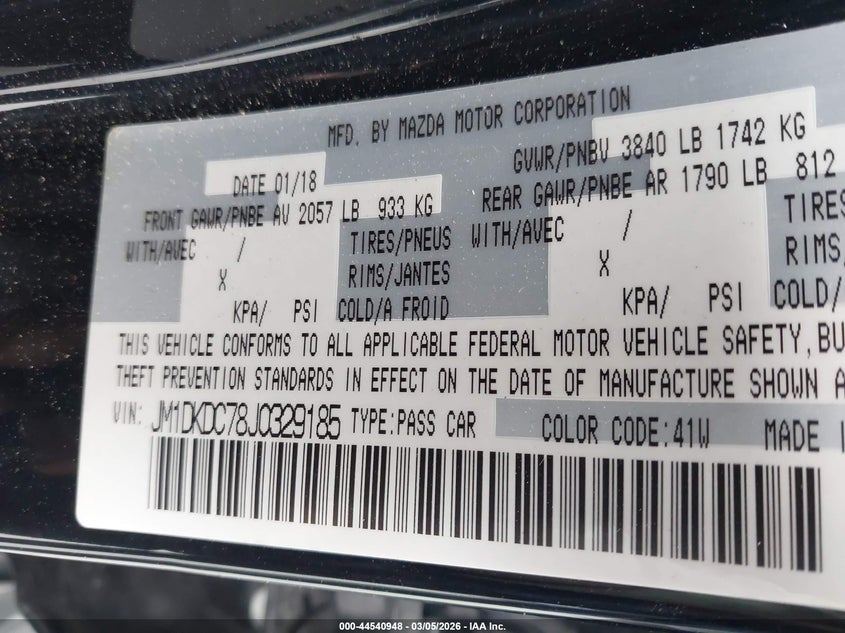 MFD. BY MAZDA MOTOR CORPORATION
DATE 01/18
GVWR/PNBV 3840 LB 1742 KG
FRONT GAWR/PNBE AV 2057 LB 933 KG
REAR GAWR/PNBE AR 1790 LB 812
WITH/AVEC / TIRES/PNEUS
WITH/AVEC / TIRES
X RIMS/JANTES
X RIMS/
KPA/ PSI COLD/A FROID
KPA/ PSI COLD/
THIS VEHICLE CONFORMS TO ALL APPLICABLE FEDERAL MOTOR VEHICLE SAFETY, BU
THEFT PREVENTION STANDARDS IN EFFECT ON THE DATE OF MANUFACTURE SHOWN A
VIN: JM1DKDC78J0329185 TYPE:PASS CAR COLOR CODE:41W MADE I
000-44540948 - 03/05/2026 - IAA Inc.